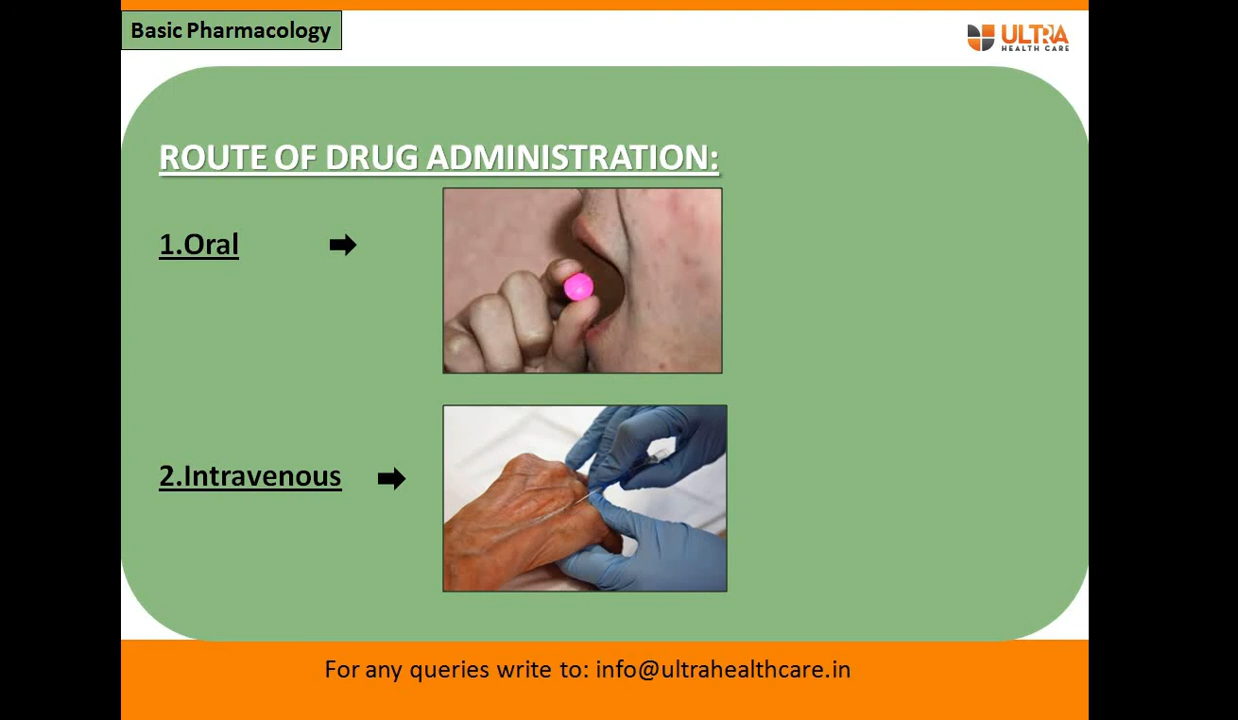 Basic Pharmacology
ULTRA
HEALTH CARE
ROUTE OF DRUG ADMINISTRATION:
1.Oral
2.Intravenous
For any queries write to: info@ultrahealthcare.in